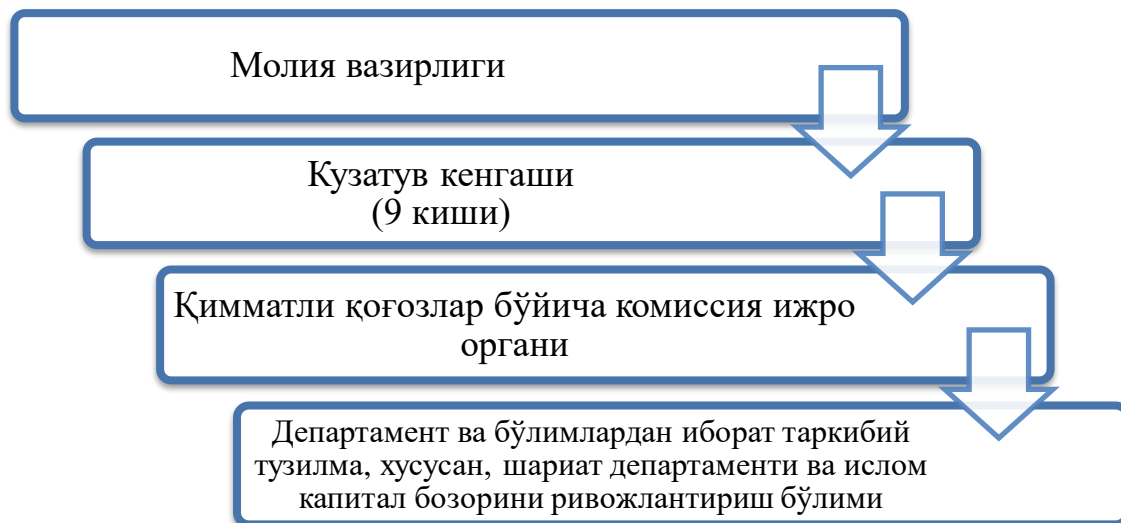 Молия вазирлиги
Кузатув кенгаши
(9 киши)
Қимматли қоғозлар бўйича комиссия ижро
органи
Департамент ва бўлимлардан иборат таркибий
тузилма, хусусан, шариат департаменти ва ислом
капитал бозорини ривожлантириш бўлими